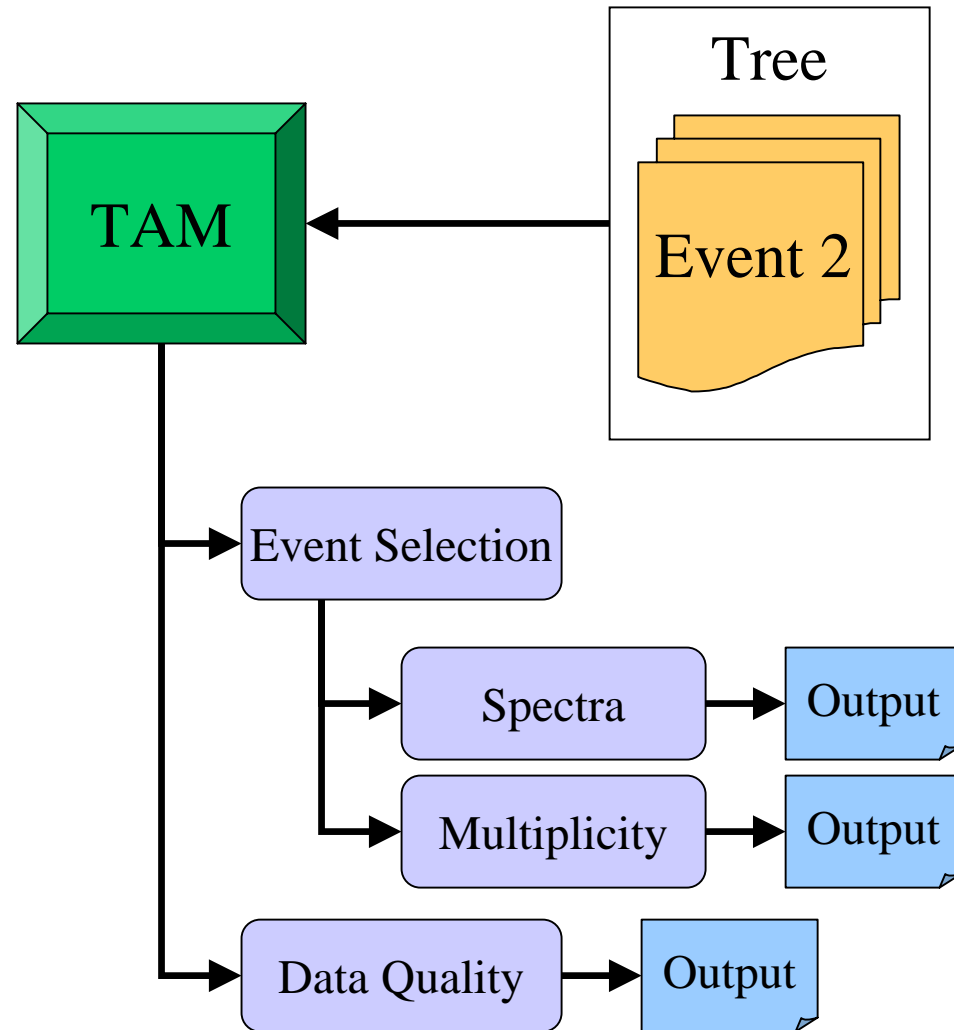 Tree
TAM
Event 2
Event Selection
Spectra
Output
Multiplicity
Output
Data Quality
Output